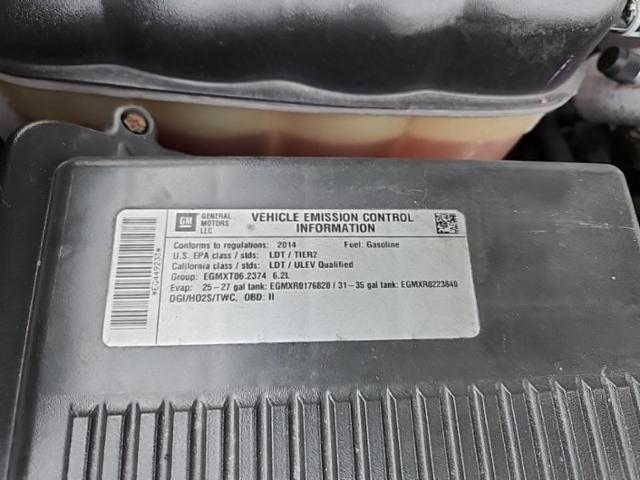 GM GENERAL MOTORS LLC
VEHICLE EMISSION CONTROL INFORMATION
Conforms to regulations: 2014 Fuel: Gasoline
U.S. EPA class / stds: LDT / TIER2
California class / stds: LDT / ULEV Qualified
Group: EGMXT06.2374 6.2L
Evap: 25-27 gal tank: EGMXR0176820 / 31-35 gal tank: EGMXR0223840
DGI/HO2S/TWC, OBD: II